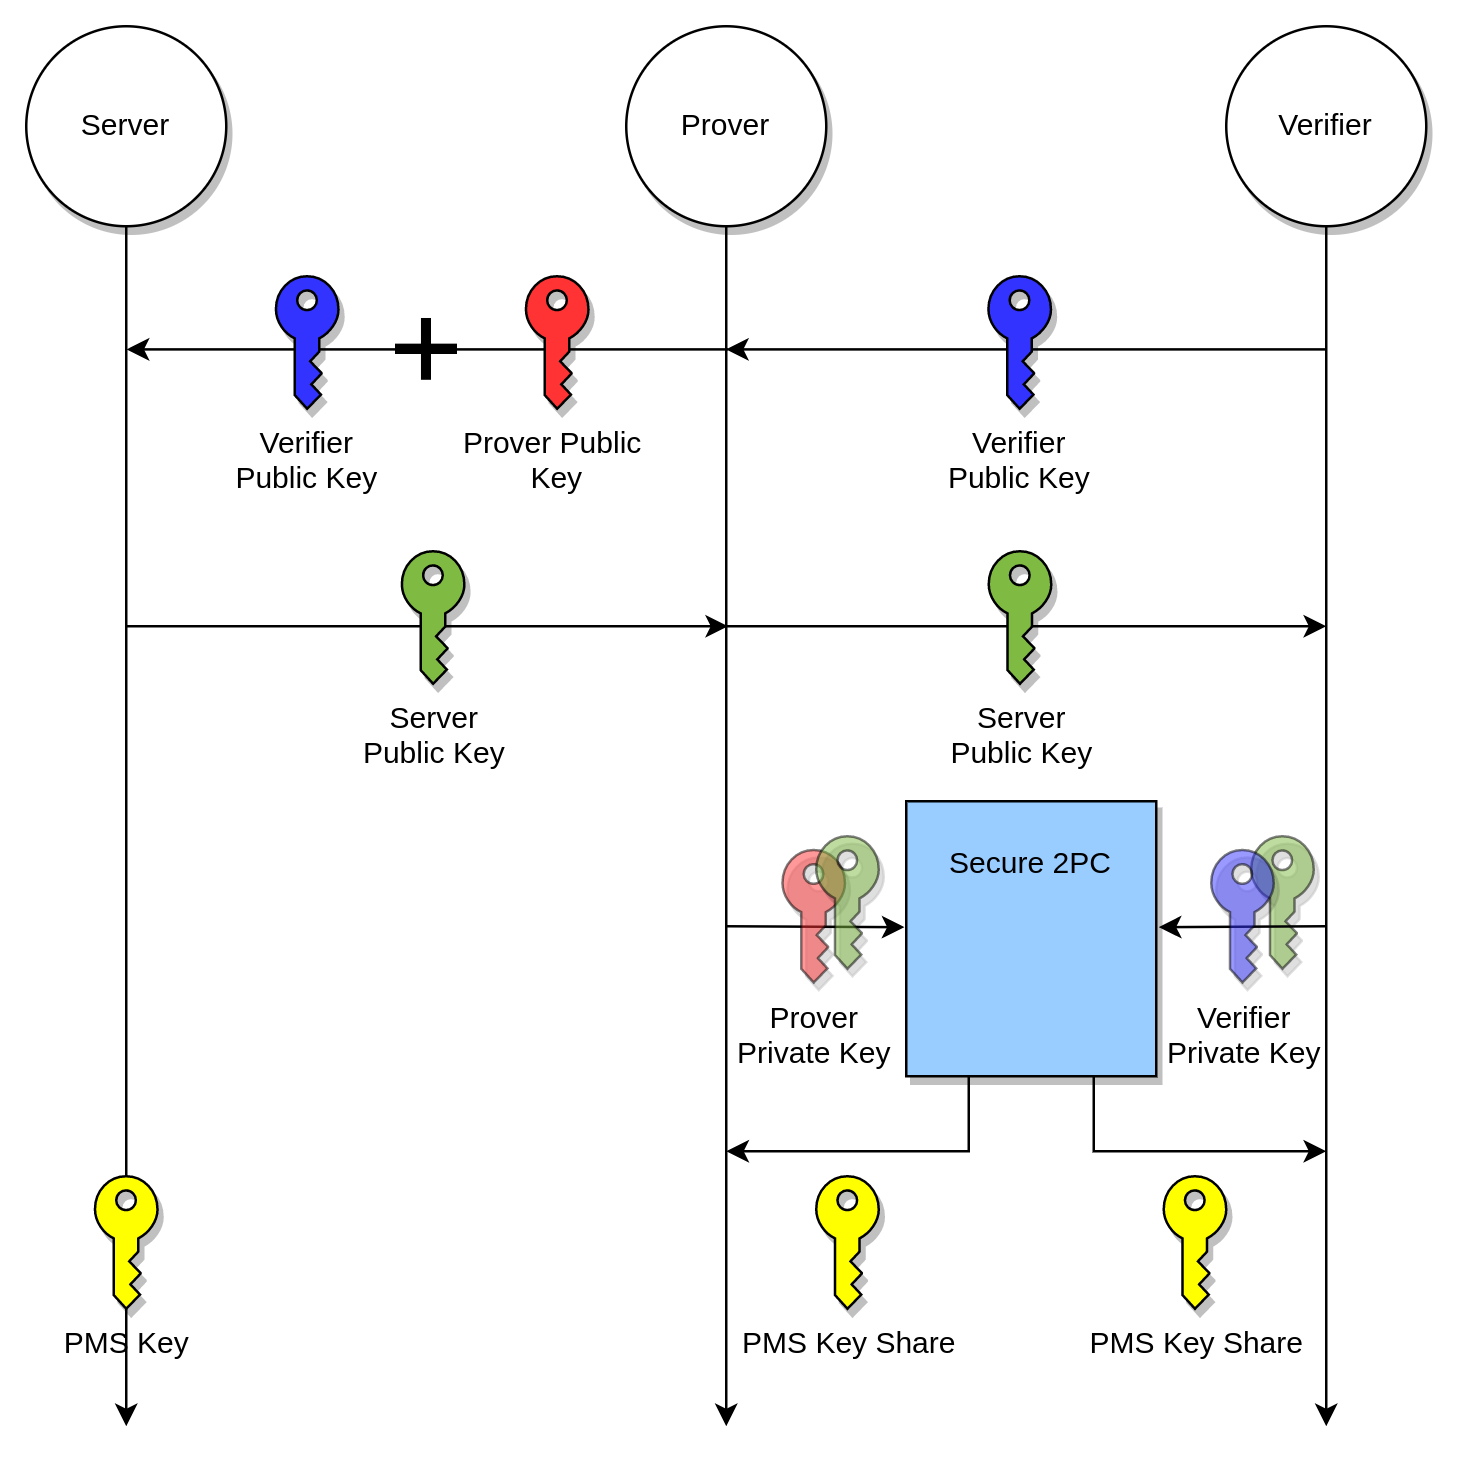 Server
Prover
Verifier
Verifier
Public Key
Prover Public
Key
Verifier
Public Key
Server
Public Key
Server
Public Key
Secure 2PC
Prover
Private Key
Verifier
Private Key
PMS Key
PMS Key Share
PMS Key Share